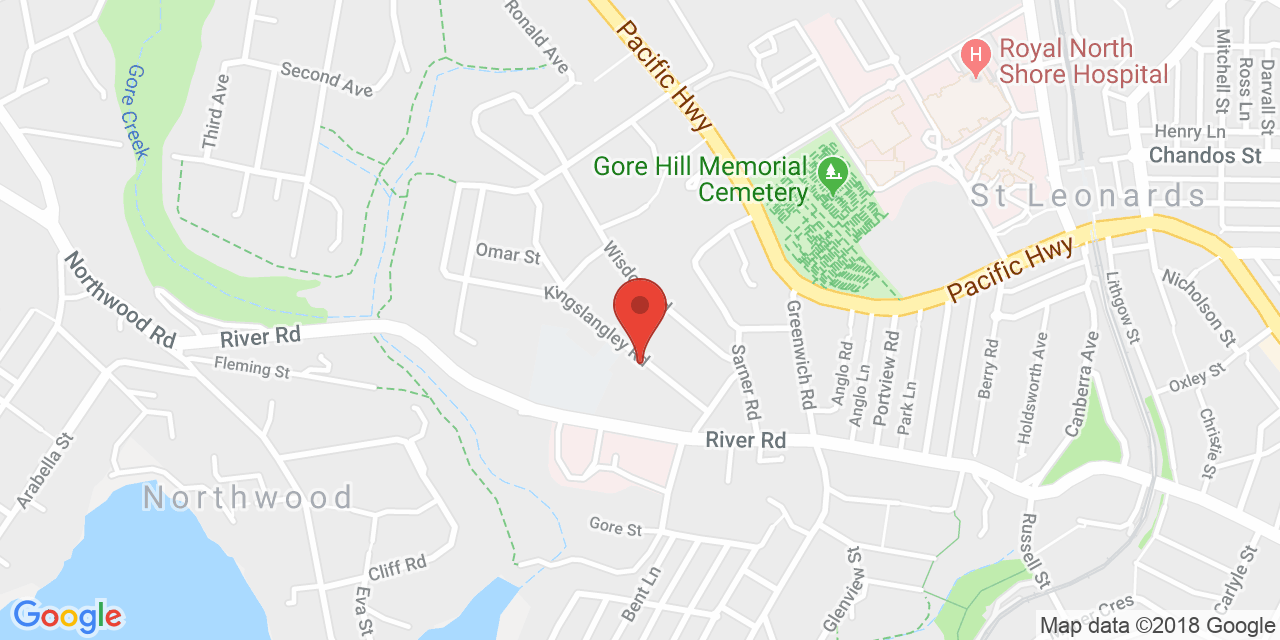 Ronald Ave
Pacific Hwy
Royal North
Shore Hospital
Mitchell St
Ross Ln
Darvall St
Second Ave
Third Ave
Gore Creek
Henry Ln
Chandos St
Gore Hill Memorial
Cemetery
St Leonards
Omar St
Kingslangley Rd
Northwood Rd
River Rd
Fleming St
Pacific Hwy
Lithgow St
Nicholson St
Greenwich Rd
Sarner Rd
Anglo Rd
Anglo Ln
Portview Rd
Park Ln
Berry Rd
Holdsworth Ave
Canberra Ave
Oxley St
Christie St
River Rd
Arabella St
Northwood
Gore St
Cliff Rd
Eva St
Bent Ln
Glenview St
Russell St
Carlyle St
Google
Map data ©2018 Google